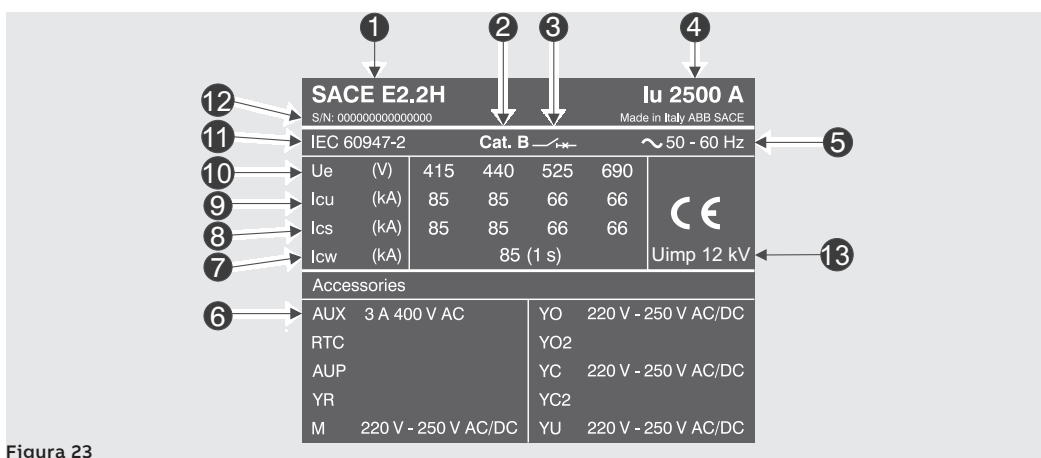 1 2 3 4
SACE E2.2H Iu 2500 A
12 S/N: 000000000000000 Made in Italy ABB SACE
11 IEC 60947-2 Cat. B 50 - 60 Hz 5
10 Ue (V) 415 440 525 690
9 Icu (kA) 85 85 66 66
CE
8 Ics (kA) 85 85 66 66
7 Icw (kA) 85 (1 s) Uimp 12 kV 13
Accessories
6 AUX 3 A 400 V AC YO 220 V - 250 V AC/DC
RTC YO2
AUP YC 220 V - 250 V AC/DC
YR YC2
M 220 V - 250 V AC/DC YU 220 V - 250 V AC/DC
Figura 23